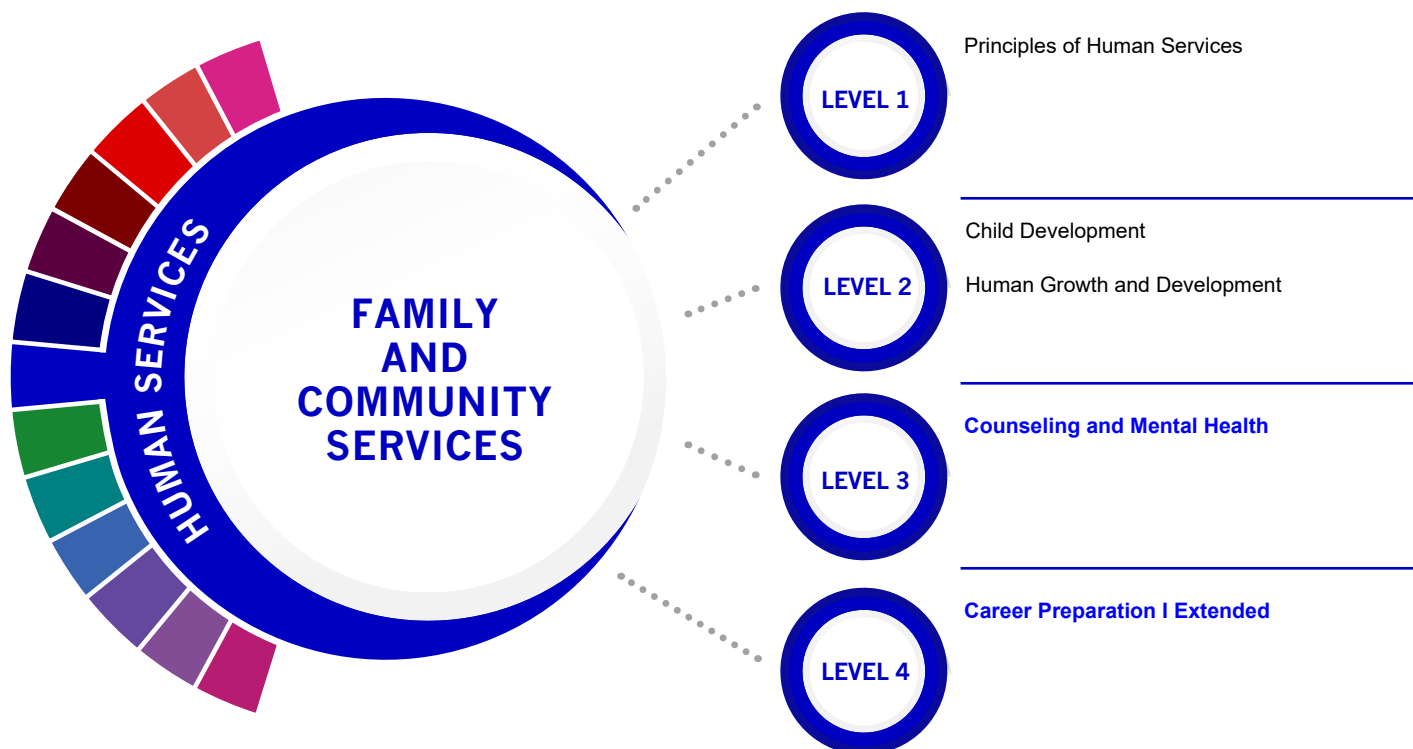 HUMAN SERVICES
FAMILY
AND
COMMUNITY
SERVICES
LEVEL 1
Principles of Human Services
LEVEL 2
Child Development
Human Growth and Development
LEVEL 3
Counseling and Mental Health
LEVEL 4
Career Preparation I Extended